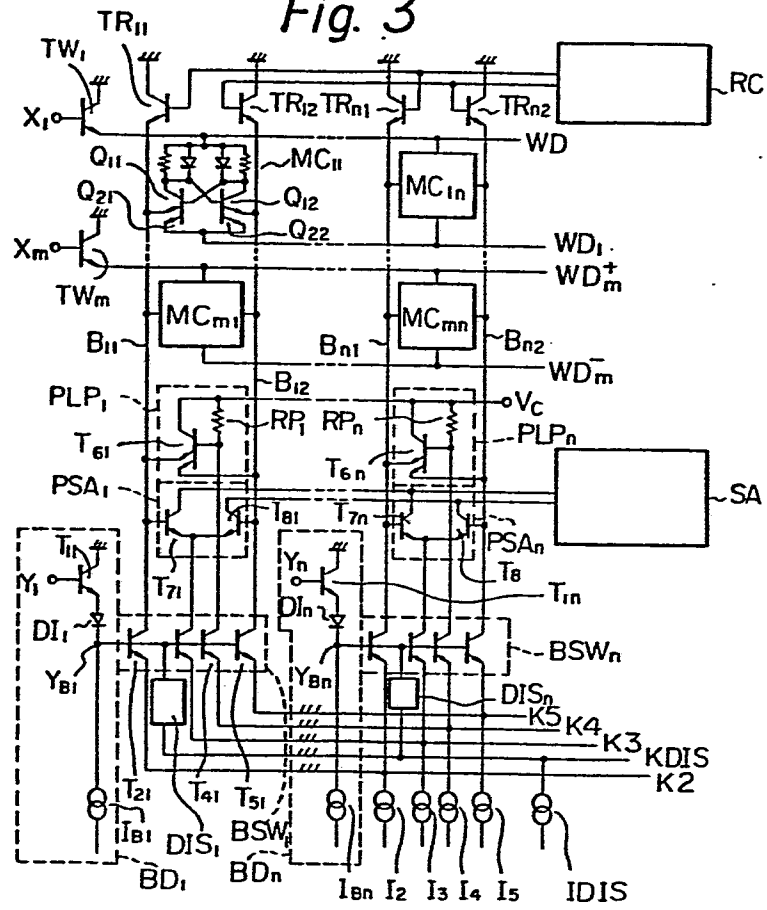 Fig. 3
TR11
TW1
X1
TR12 TRn1
TRn2
RC
WD
Q11
MC11
MC1n
Q21
Q12
Q22
WD1
Xm
WDm+
TWm
MCm1
MCmn
B11
Bn1
Bn2
WDm-
B12
PLP1
RP1
RPn
VC
PLPn
T61
T6n
PSA1
SA
T81
T7n
PSAn
T11
Y1
T71
Yn
T8
T1n
DI1
DIn
YB1
YBn
BSWn
DISn
K5
K4
K3
KDIS
K2
T21
T41
T51
IB1
DIS1
BSW1
BD1
BDn
IBn
I2
I3
I4
I5
IDIS